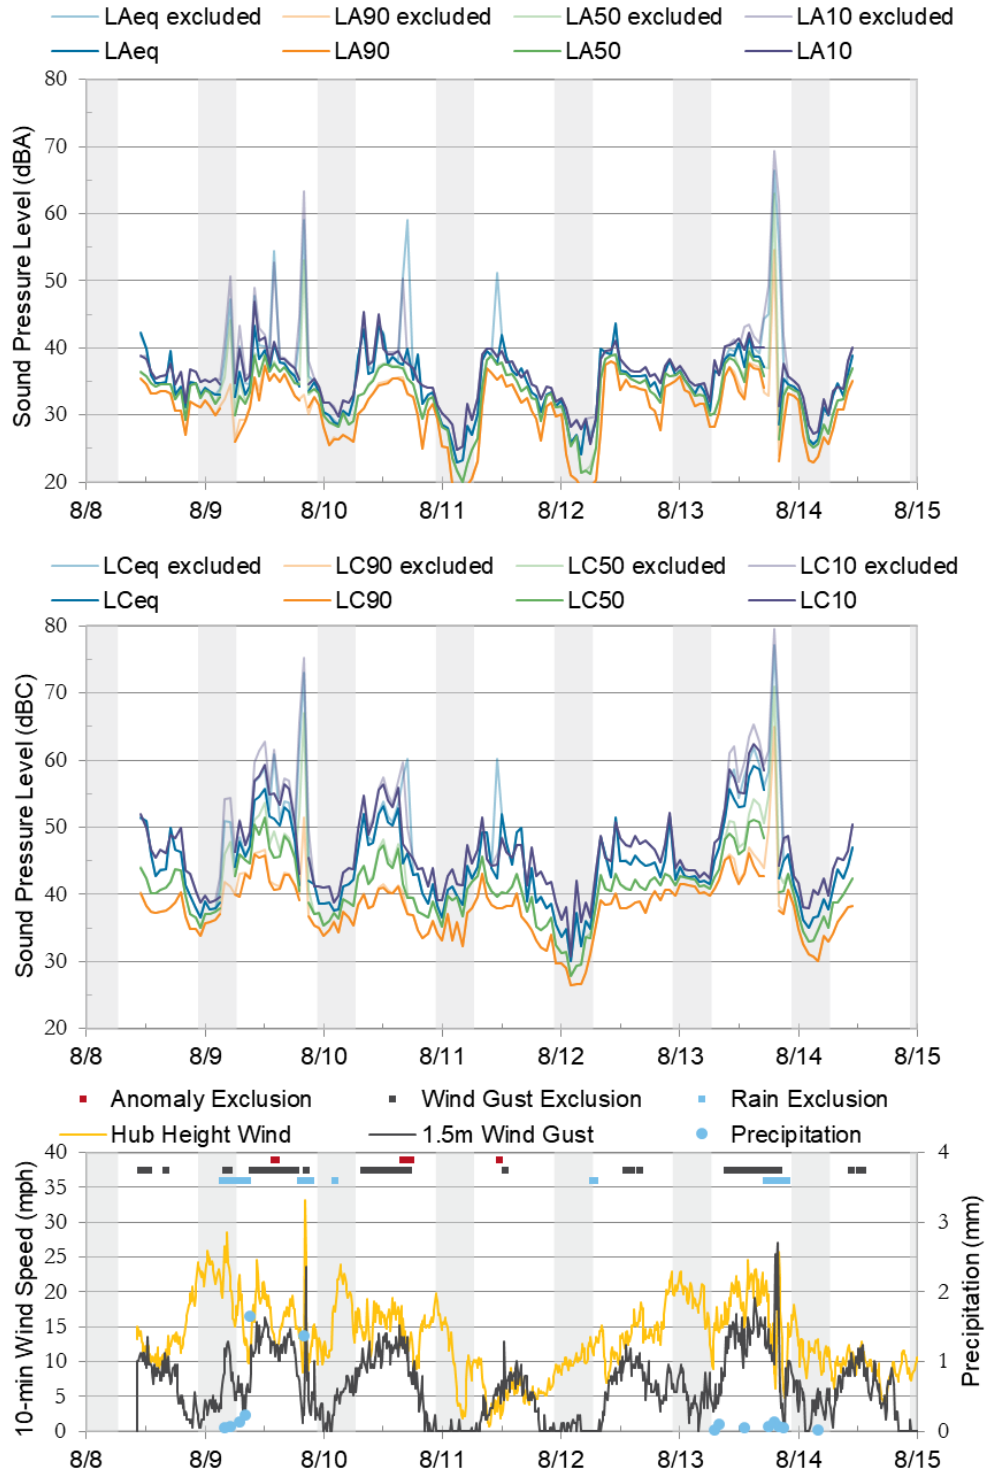 LAeq excluded LA90 excluded LA50 excluded LA10 excluded
LAeq LA90 LA50 LA10
Sound Pressure Level (dBA)
80
70
60
50
40
30
20
8/8 8/9 8/10 8/11 8/12 8/13 8/14 8/15
LCeq excluded LC90 excluded LC50 excluded LC10 excluded
LCeq LC90 LC50 LC10
Sound Pressure Level (dBC)
80
70
60
50
40
30
20
8/8 8/9 8/10 8/11 8/12 8/13 8/14 8/15
Anomaly Exclusion Wind Gust Exclusion Rain Exclusion
Hub Height Wind 1.5m Wind Gust Precipitation
10-min Wind Speed (mph)
40 4
35
30 3
25
20 2
15
10 1
5
0 0
Precipitation (mm)
8/8 8/9 8/10 8/11 8/12 8/13 8/14 8/15